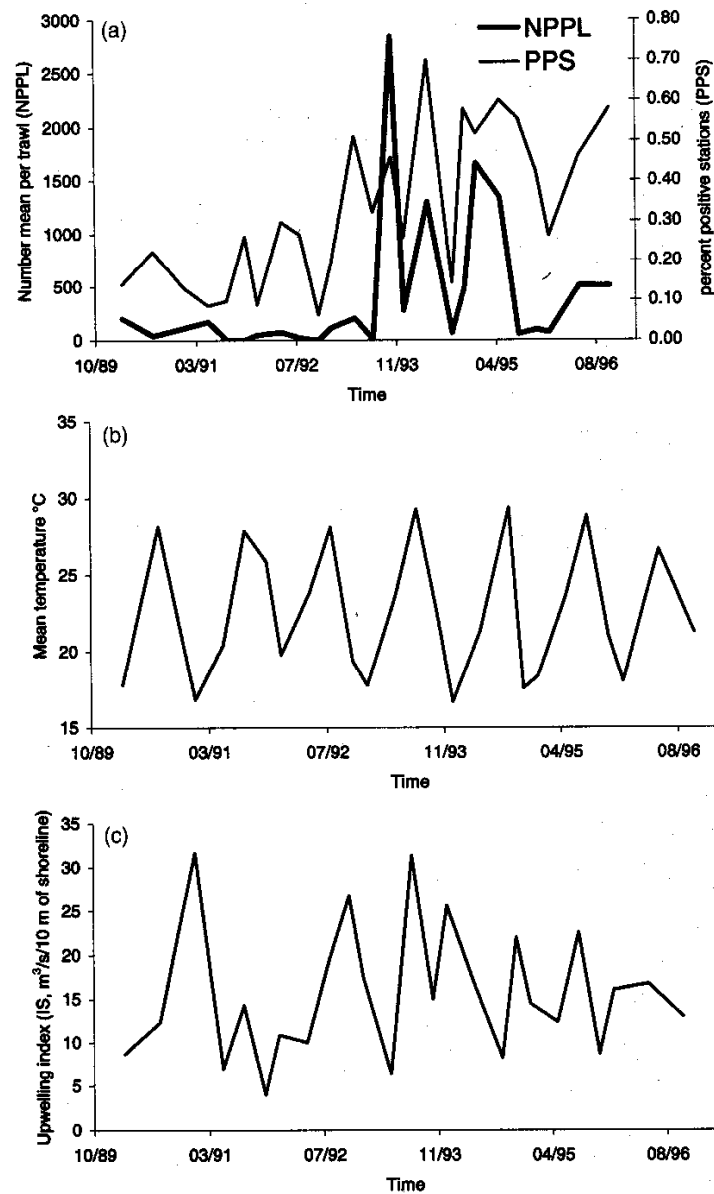 (a)
NPPL
PPS
Number mean per trawl (NPPL)
3000
2500
2000
1500
1000
500
0
percent positive stations (PPS)
0.80
0.70
0.60
0.50
0.40
0.30
0.20
0.10
0.00
10/89 03/91 07/92 11/93 04/95 08/96
Time
(b)
Mean temperature °C
35
30
25
20
15
10/89 03/91 07/92 11/93 04/95 08/96
Time
(c)
Upwelling index (IS, m³/s/10 m of shoreline)
35
30
25
20
15
10
5
0
10/89 03/91 07/92 11/93 04/95 08/96
Time